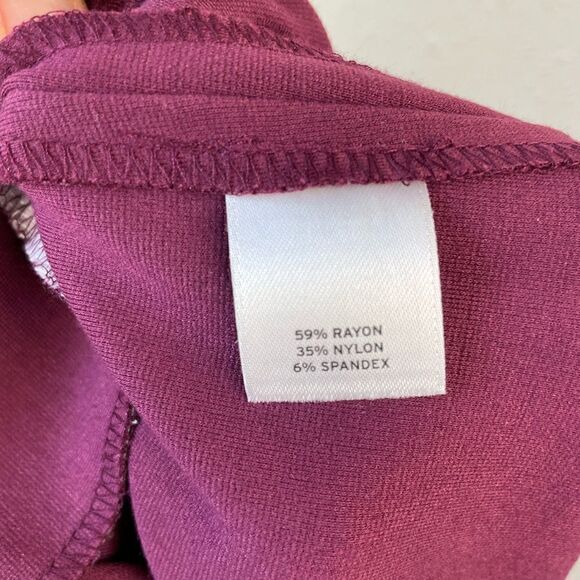 59% RAYON
35% NYLON
6% SPANDEX